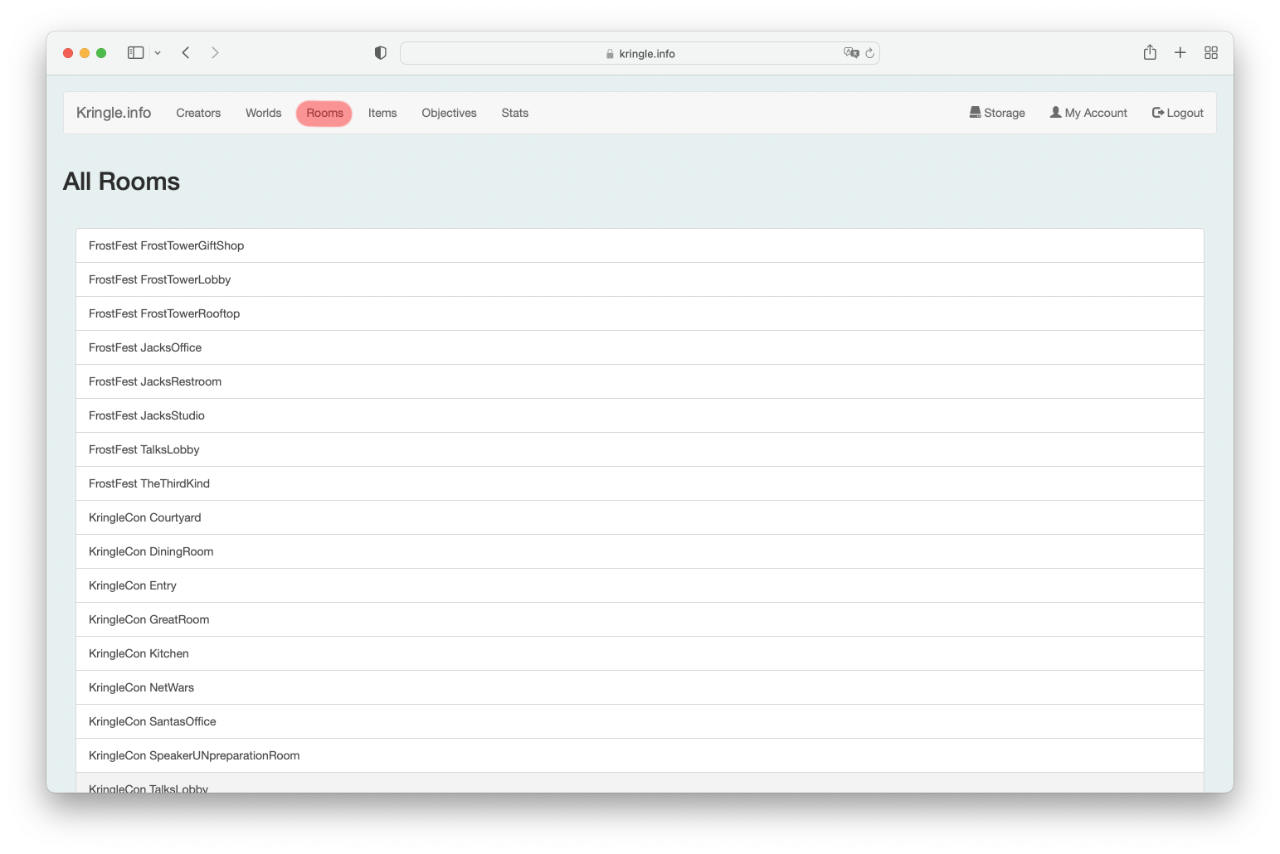 kringle.info
Kringle.info Creators Worlds Rooms Items Objectives Stats Storage My Account Logout
All Rooms
FrostFest FrostTowerGiftShop
FrostFest FrostTowerLobby
FrostFest FrostTowerRooftop
FrostFest JacksOffice
FrostFest JacksRestroom
FrostFest JacksStudio
FrostFest TalksLobby
FrostFest TheThirdKind
KringleCon Courtyard
KringleCon DiningRoom
KringleCon Entry
KringleCon GreatRoom
KringleCon Kitchen
KringleCon NetWars
KringleCon SantasOffice
KringleCon SpeakerUNpreparationRoom
KringleCon TalksLobby